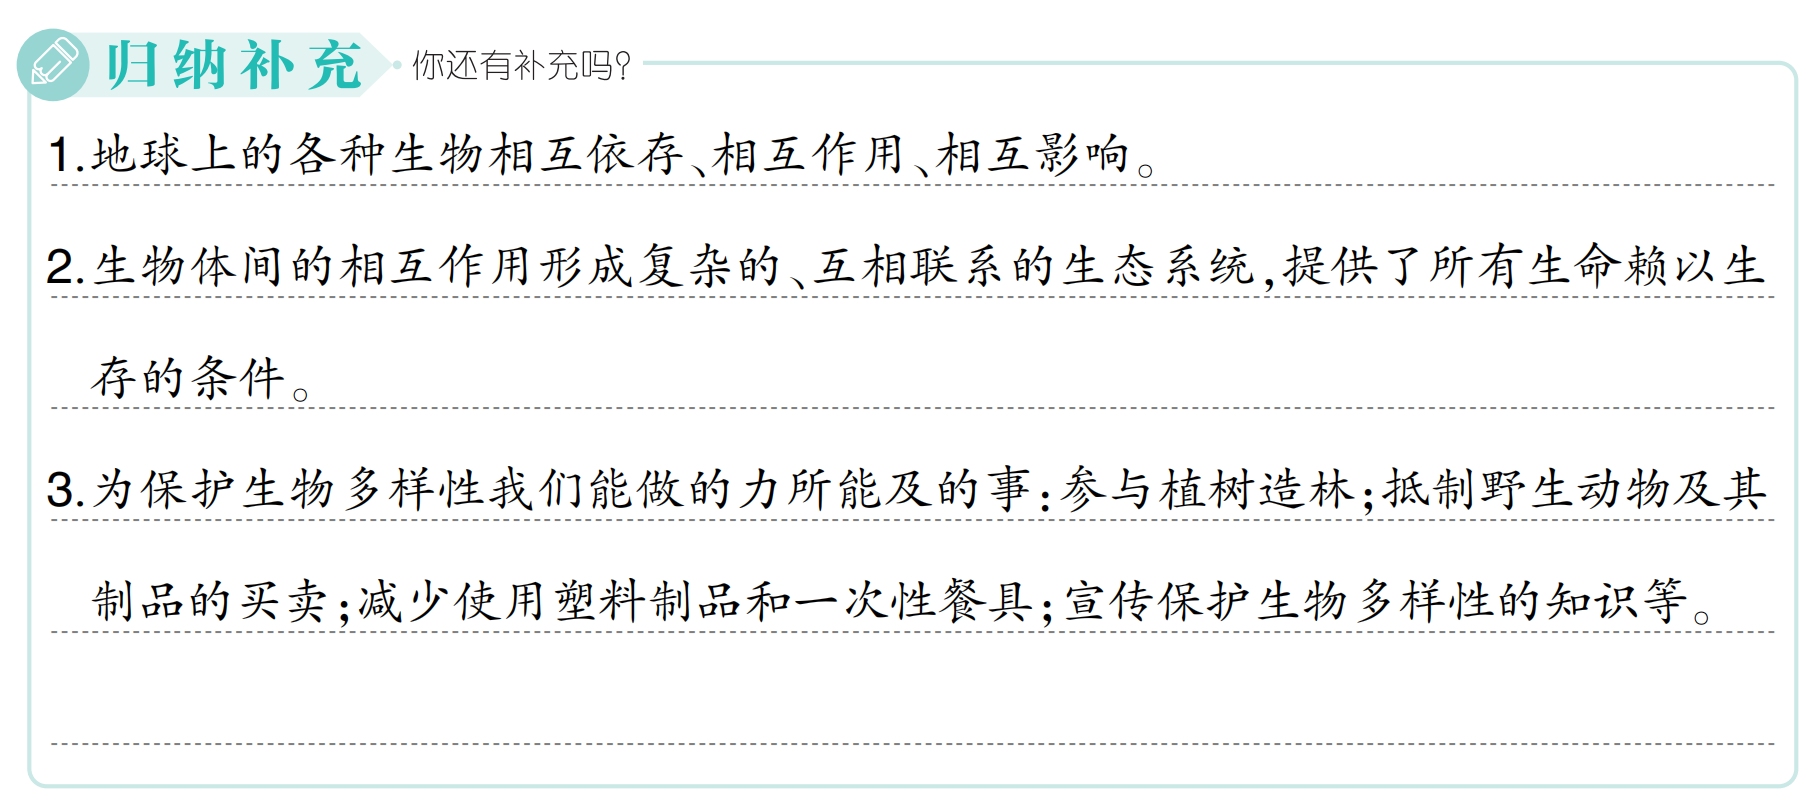 归纳补充 你还有补充吗?
1.地球上的各种生物相互依存、相互作用、相互影响。
2.生物体间的相互作用形成复杂的、互相联系的生态系统,提供了所有生命赖以生
存的条件。
3.为保护生物多样性我们能做的力所能及的事:参与植树造林;抵制野生动物及其
制品的买卖;减少使用塑料制品和一次性餐具;宣传保护生物多样性的知识等。